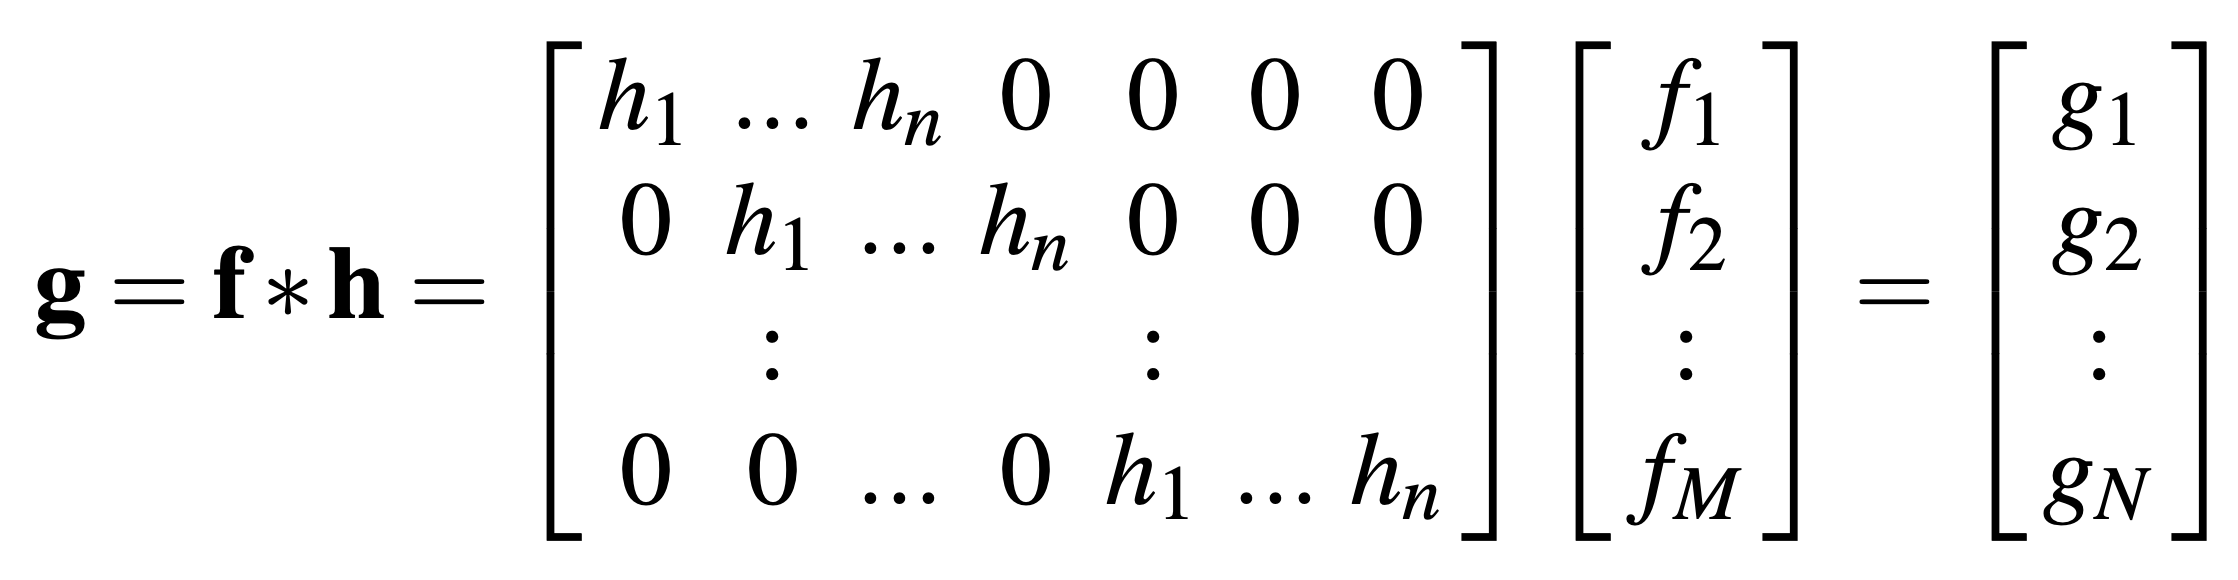 h₁ ... hₙ 0 0 0 0 f₁ g₁
0 h₁ ... hₙ 0 0 0 f₂ g₂
g = f * h = [ : : ] [ : ] = [ : ]
0 0 ... 0 h₁ ... hₙ f_M g_N